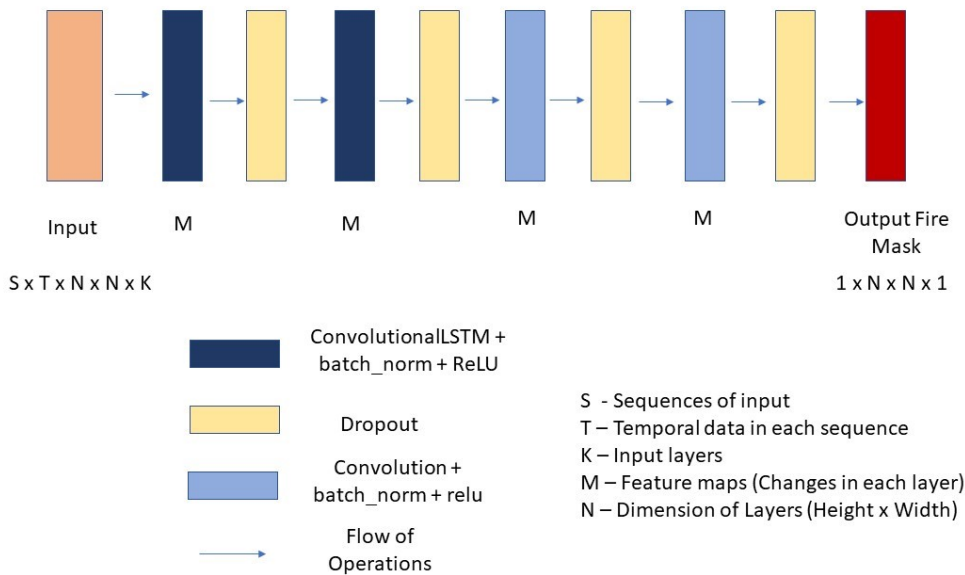 Input
M
M
M
M
Output Fire
Mask
S x T x N x N x K
1 x N x N x 1
ConvolutionalLSTM +
batch_norm + ReLU
Dropout
Convolution +
batch_norm + relu
Flow of
Operations
S - Sequences of input
T – Temporal data in each sequence
K – Input layers
M – Feature maps (Changes in each layer)
N – Dimension of Layers (Height x Width)